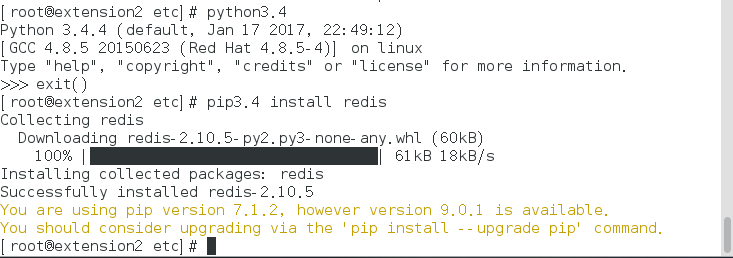 [root@extension2 etc]# python3.4
Python 3.4.4 (default, Jan 17 2017, 22:49:12)
[GCC 4.8.5 20150623 (Red Hat 4.8.5-4)] on linux
Type "help", "copyright", "credits" or "license" for more information.
>>> exit()
[root@extension2 etc]# pip3.4 install redis
Collecting redis
  Downloading redis-2.10.5-py2.py3-none-any.whl (60kB)
    100% |████████████████████████████████| 61kB 18kB/s
Installing collected packages: redis
Successfully installed redis-2.10.5
You are using pip version 7.1.2, however version 9.0.1 is available.
You should consider upgrading via the 'pip install --upgrade pip' command.
[root@extension2 etc]#